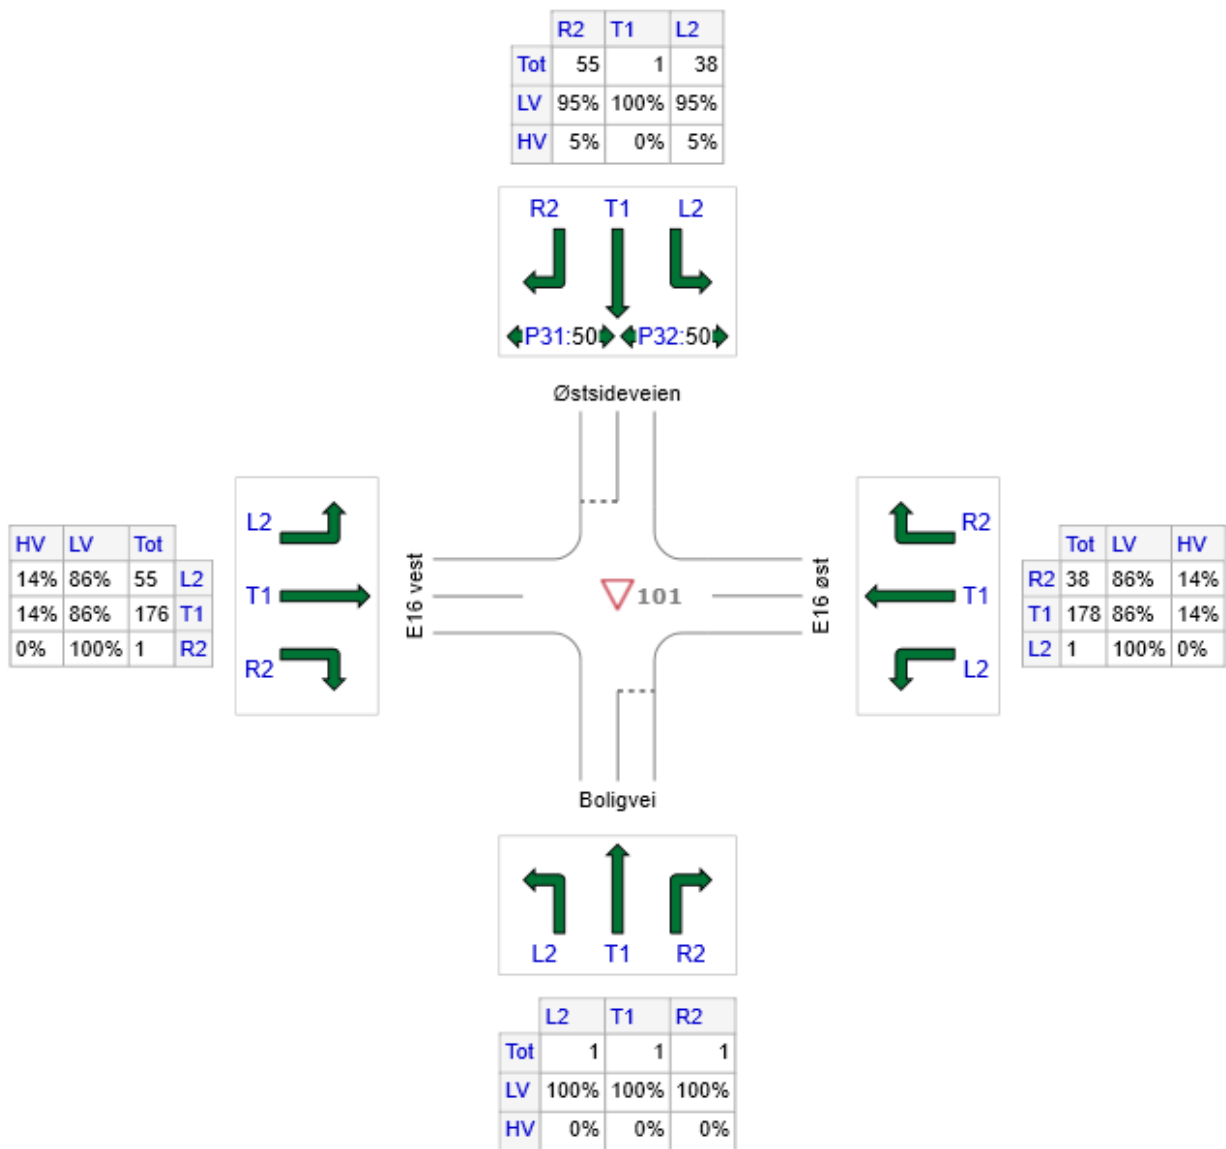 R2 T1 L2
Tot 55 1 38
LV 95% 100% 95%
HV 5% 0% 5%
R2 T1 L2
P31:50 P32:50
Østsideveien
HV LV Tot
14% 86% 55 L2
14% 86% 176 T1
0% 100% 1 R2
L2
T1
R2
E16 vest
101
E16 øst
R2
T1
L2
Tot LV HV
R2 38 86% 14%
T1 178 86% 14%
L2 1 100% 0%
Boligvei
L2 T1 R2
L2 T1 R2
Tot 1 1 1
LV 100% 100% 100%
HV 0% 0% 0%